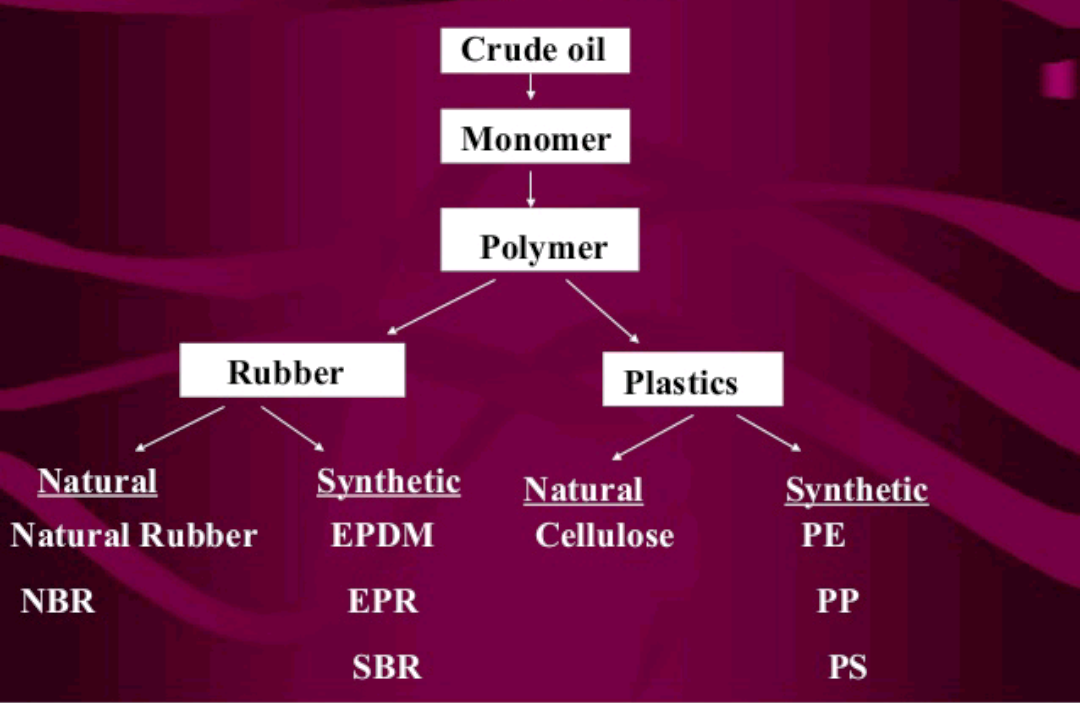 Crude oil
Monomer
Polymer
Rubber
Plastics
Natural
Natural Rubber
NBR
Synthetic
EPDM
EPR
SBR
Natural
Cellulose
Synthetic
PE
PP
PS